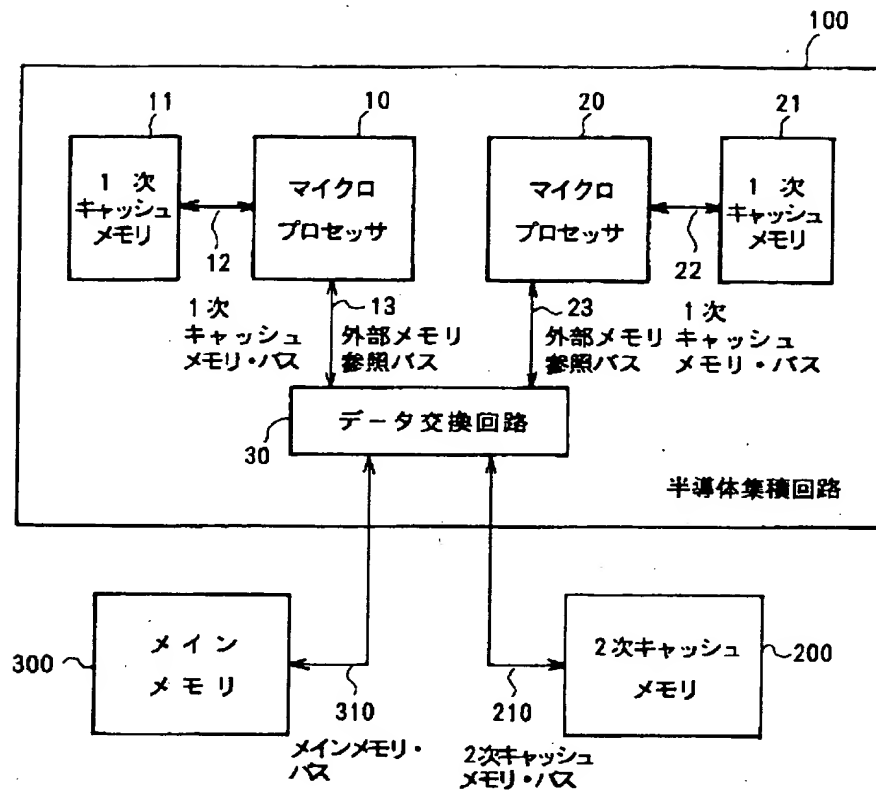 100
11
10
20
21
1 次
キャッシュ
メモリ
マイクロ
プロセッサ
マイクロ
プロセッサ
1 次
キャッシュ
メモリ
12
22
1 次
キャッシュ
メモリ・バス
13
外部メモリ
参照バス
23
外部メモリ
参照バス
1 次
キャッシュ
メモリ・バス
データ交換回路
30
半導体集積回路
300
メイン
メモリ
2次キャッシュ
メモリ
200
310
メインメモリ・
バス
210
2次キャッシュ
メモリ・バス